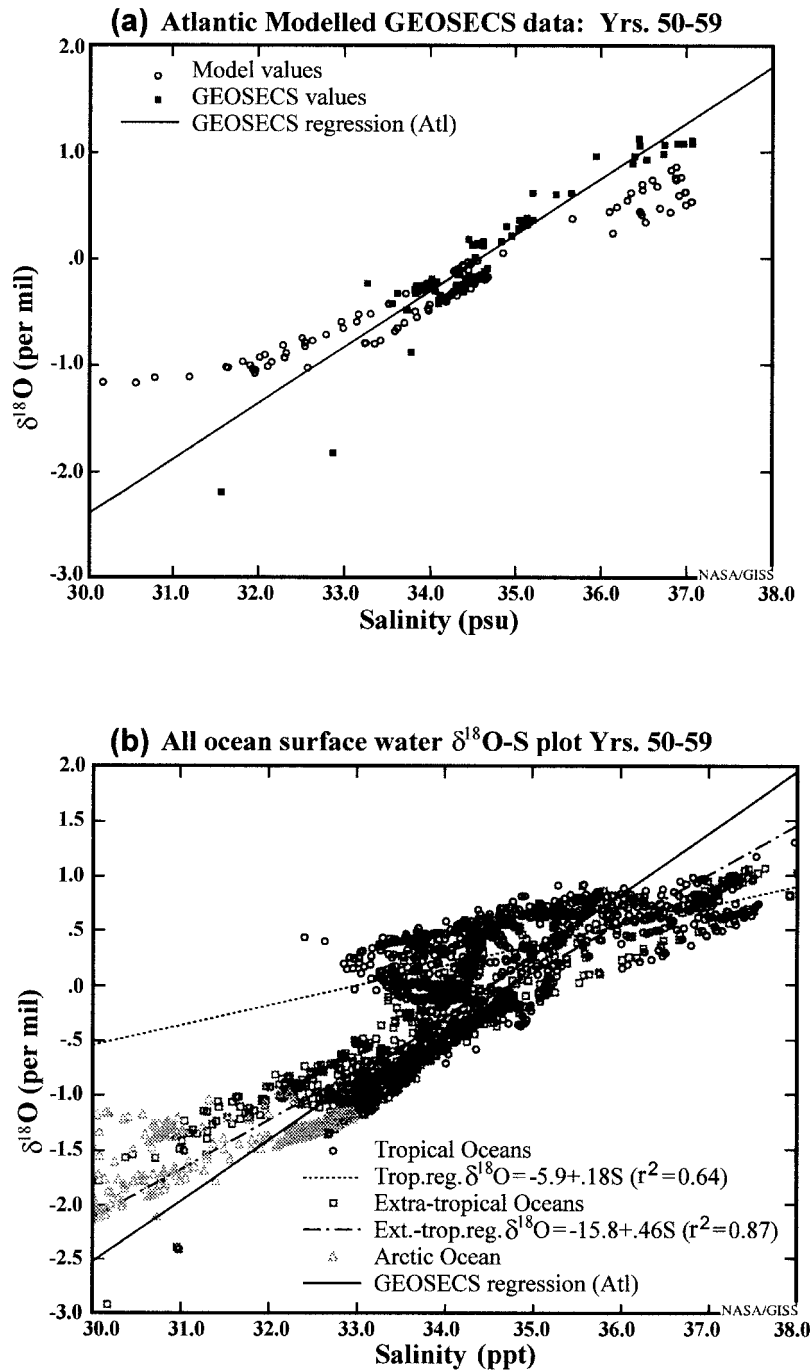 (a) Atlantic Modelled GEOSECS data: Yrs. 50-59
2.0
Model values
GEOSECS values
GEOSECS regression (Atl)
1.0
.0
-1.0
-2.0
-3.0
δ18O (per mil)
NASA/GISS
30.0 31.0 32.0 33.0 34.0 35.0 36.0 37.0 38.0
Salinity (psu)
(b) All ocean surface water δ18O-S plot Yrs. 50-59
2.0
1.5
1.0
.5
.0
-.5
-1.0
-1.5
-2.0
-2.5
-3.0
δ18O (per mil)
Tropical Oceans
Trop.reg. δ18O=-5.9+.18S (r2=0.64)
Extra-tropical Oceans
Ext.-trop.reg. δ18O=-15.8+.46S (r2=0.87)
Arctic Ocean
GEOSECS regression (Atl)
NASA/GISS
30.0 31.0 32.0 33.0 34.0 35.0 36.0 37.0 38.0
Salinity (ppt)